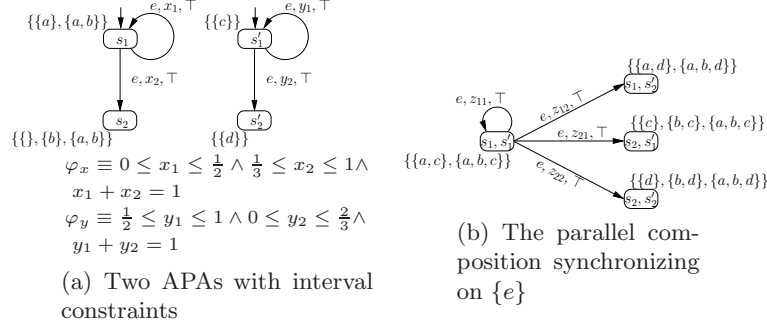 {{a}, {a, b}}
e, x₁, ⊤
s₁
e, x₂, ⊤
s₂
{{}, {b}, {a, b}}
{{c}}
e, y₁, ⊤
s′₁
e, y₂, ⊤
s′₂
{{d}}
φₓ ≡ 0 ≤ x₁ ≤ 1/2 ∧ 1/3 ≤ x₂ ≤ 1∧
x₁ + x₂ = 1
φ_y ≡ 1/2 ≤ y₁ ≤ 1 ∧ 0 ≤ y₂ ≤ 2/3∧
y₁ + y₂ = 1
(a) Two APAs with interval
constraints
e, z₁₁, ⊤
s₁, s′₁
{{a, c}, {a, b, c}}
e, z₁₂, ⊤
{{a, d}, {a, b, d}}
s₁, s′₂
e, z₂₁, ⊤
{{c}, {b, c}, {a, b, c}}
s₂, s′₁
e, z₂₂, ⊤
{{d}, {b, d}, {a, b, d}}
s₂, s′₂
(b) The parallel com-
position synchronizing
on {e}